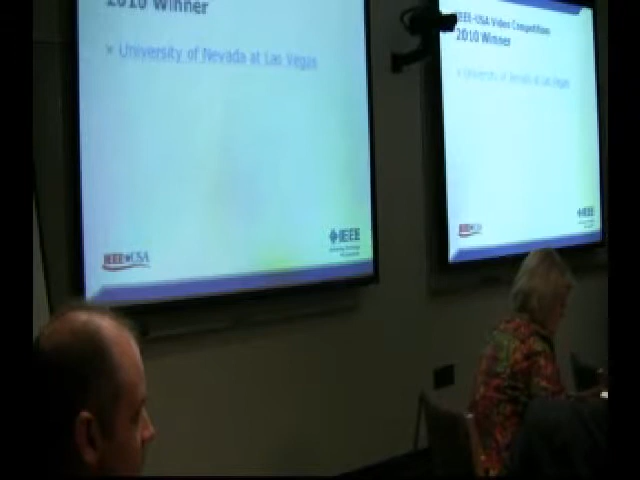 2010 Winner
× University of Nevada at Las Vegas
IEEE USA
IEEE
IEEE-USA Video Competition
2010 Winner
× University of Nevada at Las Vegas
IEEE USA
IEEE